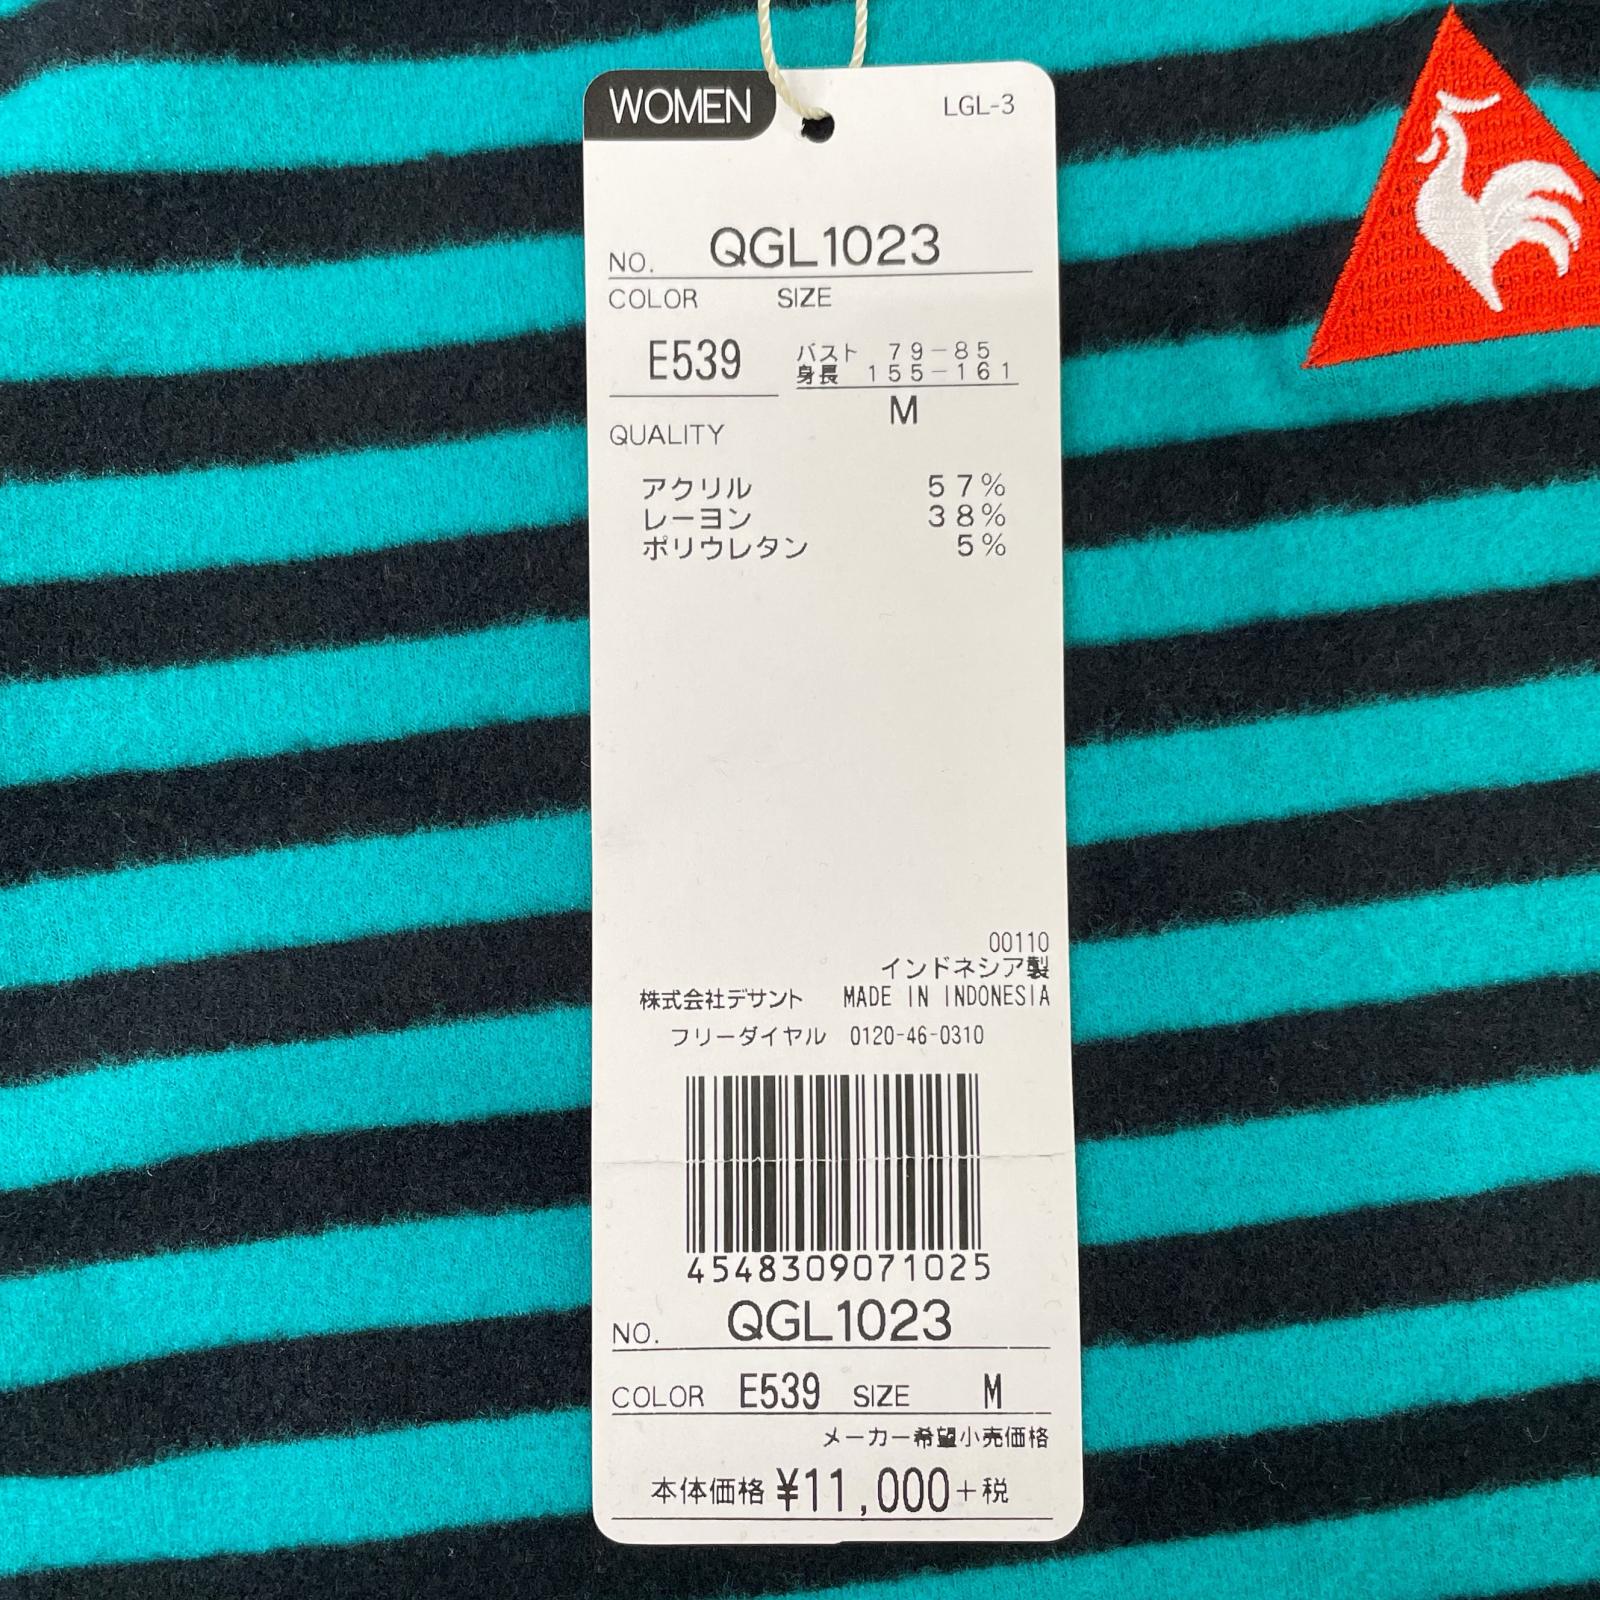 WOMEN
LGL-3
NO. QGL1023
COLOR SIZE
E539
バスト 79-85
身長 155-161
M
QUALITY
アクリル 57%
レーヨン 38%
ポリウレタン 5%
00110
インドネシア製
株式会社デサント MADE IN INDONESIA
フリーダイヤル 0120-46-0310
4548309071025
NO. QGL1023
COLOR E539 SIZE M
メーカー希望小売価格
本体価格 ¥11,000+税